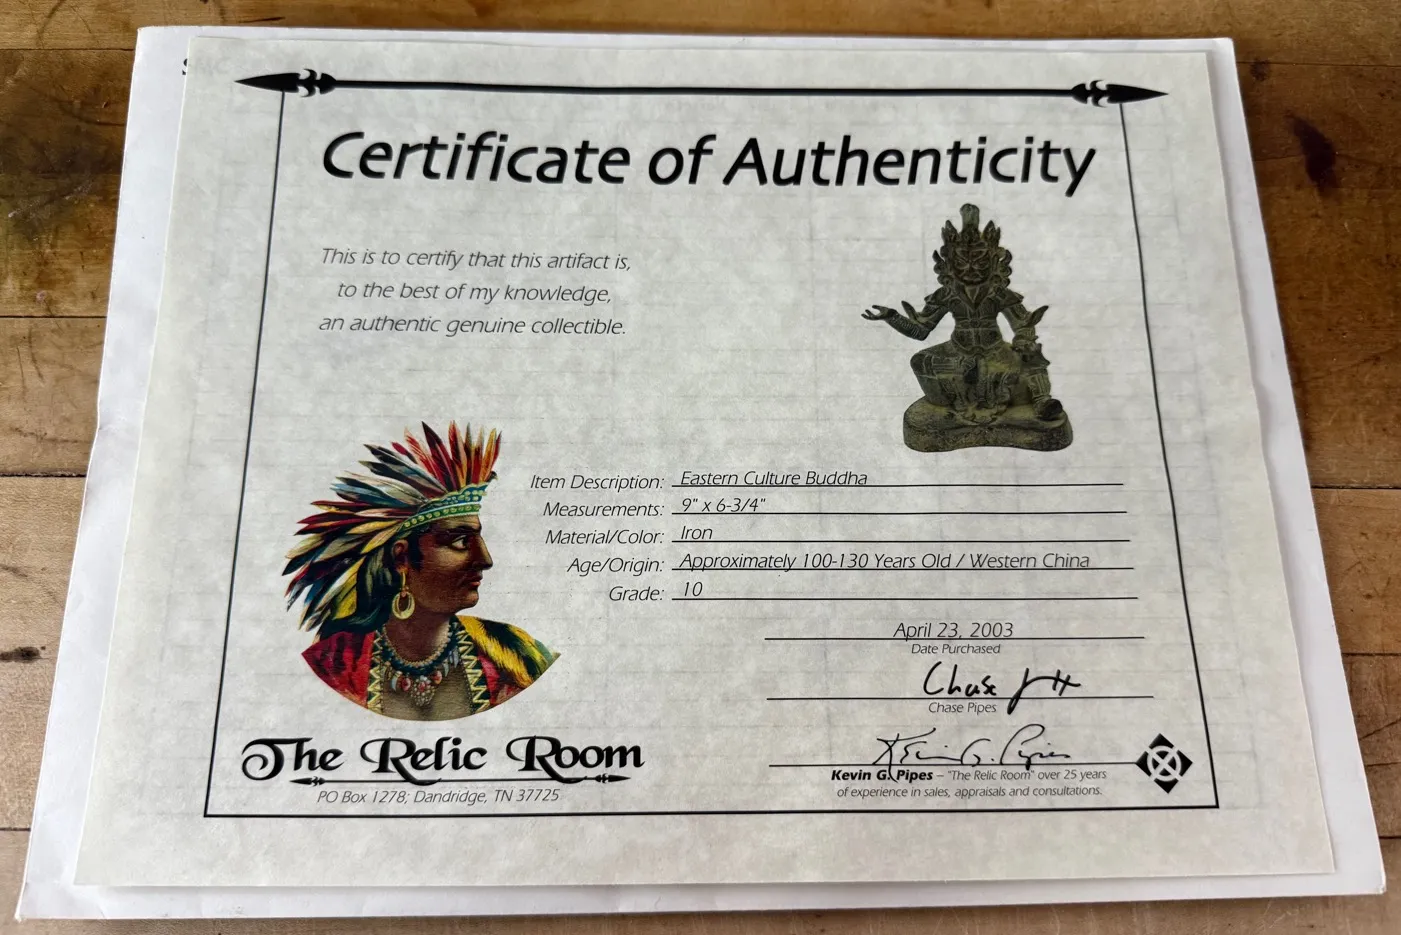 Certificate of Authenticity
This is to certify that this artifact is,
to the best of my knowledge,
an authentic genuine collectible.
Item Description: Eastern Culture Buddha
Measurements: 9" x 6-3/4"
Material/Color: Iron
Age/Origin: Approximately 100-130 Years Old / Western China
Grade: 10
April 23, 2003
Date Purchased
Chase
Chase Pipes
Kevin G. Pipes
Kevin G. Pipes – "The Relic Room" over 25 years
of experience in sales, appraisals and consultations.
The Relic Room
PO Box 1278; Dandridge, TN 37725